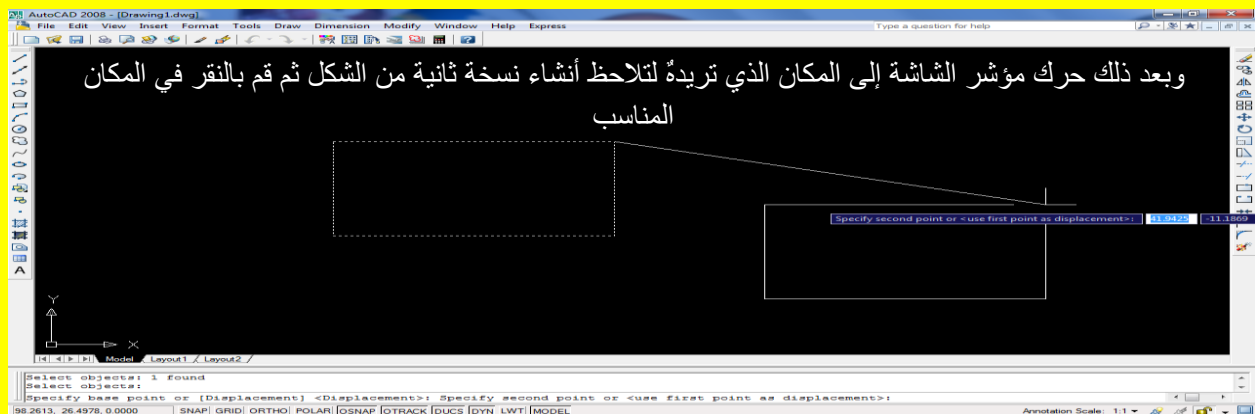 AutoCAD 2008 - [Drawing1.dwg]
File Edit View Insert Format Tools Draw Dimension Modify Window Help Express Type a question for help
وبعد ذلك حرك مؤشر الشاشة إلى المكان الذي تريدهُ لتلاحظ أنشاء نسخة ثانية من الشكل ثم قم بالنقر في المكان
المناسب
Specify second point or <use first point as displacement>: 41.9425 -11.1869
Y
X
Model Layout1 Layout2
Select objects: 1 found
Select objects:
Specify base point or [Displacement] <Displacement>: Specify second point or <use first point as displacement>:
98.2613, 26.4978, 0.0000 SNAP GRID ORTHO POLAR OSNAP OTRACK DUCS DYN LWT MODEL Annotation Scale: 1:1